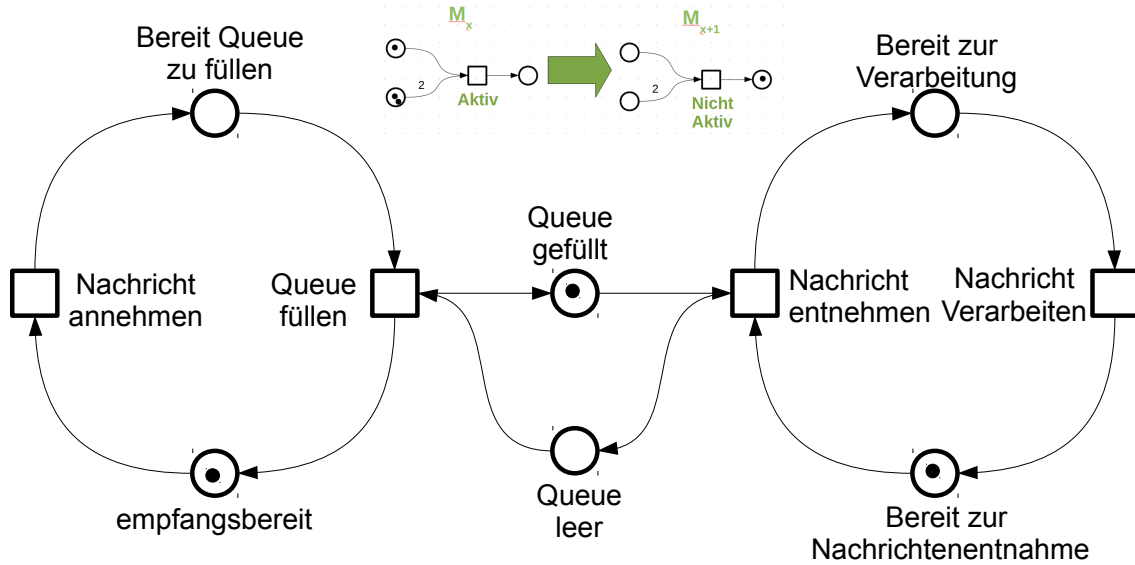 Bereit Queue
zu füllen
M
x
2
Aktiv
M
x+1
2
Nicht
Aktiv
Bereit zur
Verarbeitung
Nachricht
annehmen
Queue
füllen
Queue
gefüllt
Nachricht
entnehmen
Nachricht
Verarbeiten
empfangsbereit
Queue
leer
Bereit zur
Nachrichtenentnahme